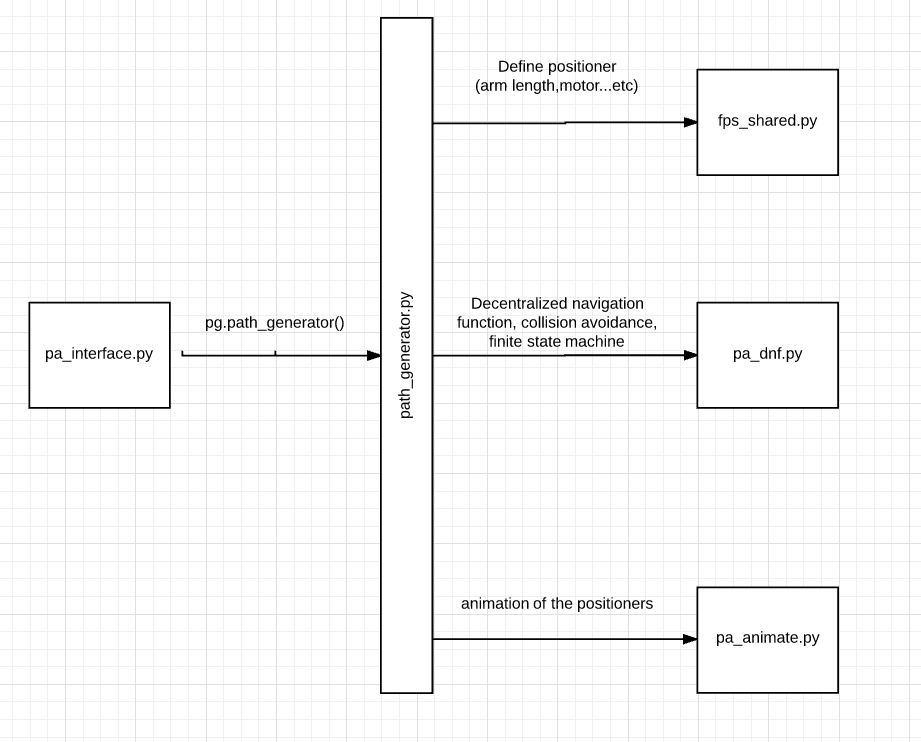 Define positioner
(arm length,motor...etc)
fps_shared.py
pa_interface.py
pg.path_generator()
path_generator.py
Decentralized navigation
function, collision avoidance,
finite state machine
pa_dnf.py
animation of the positioners
pa_animate.py